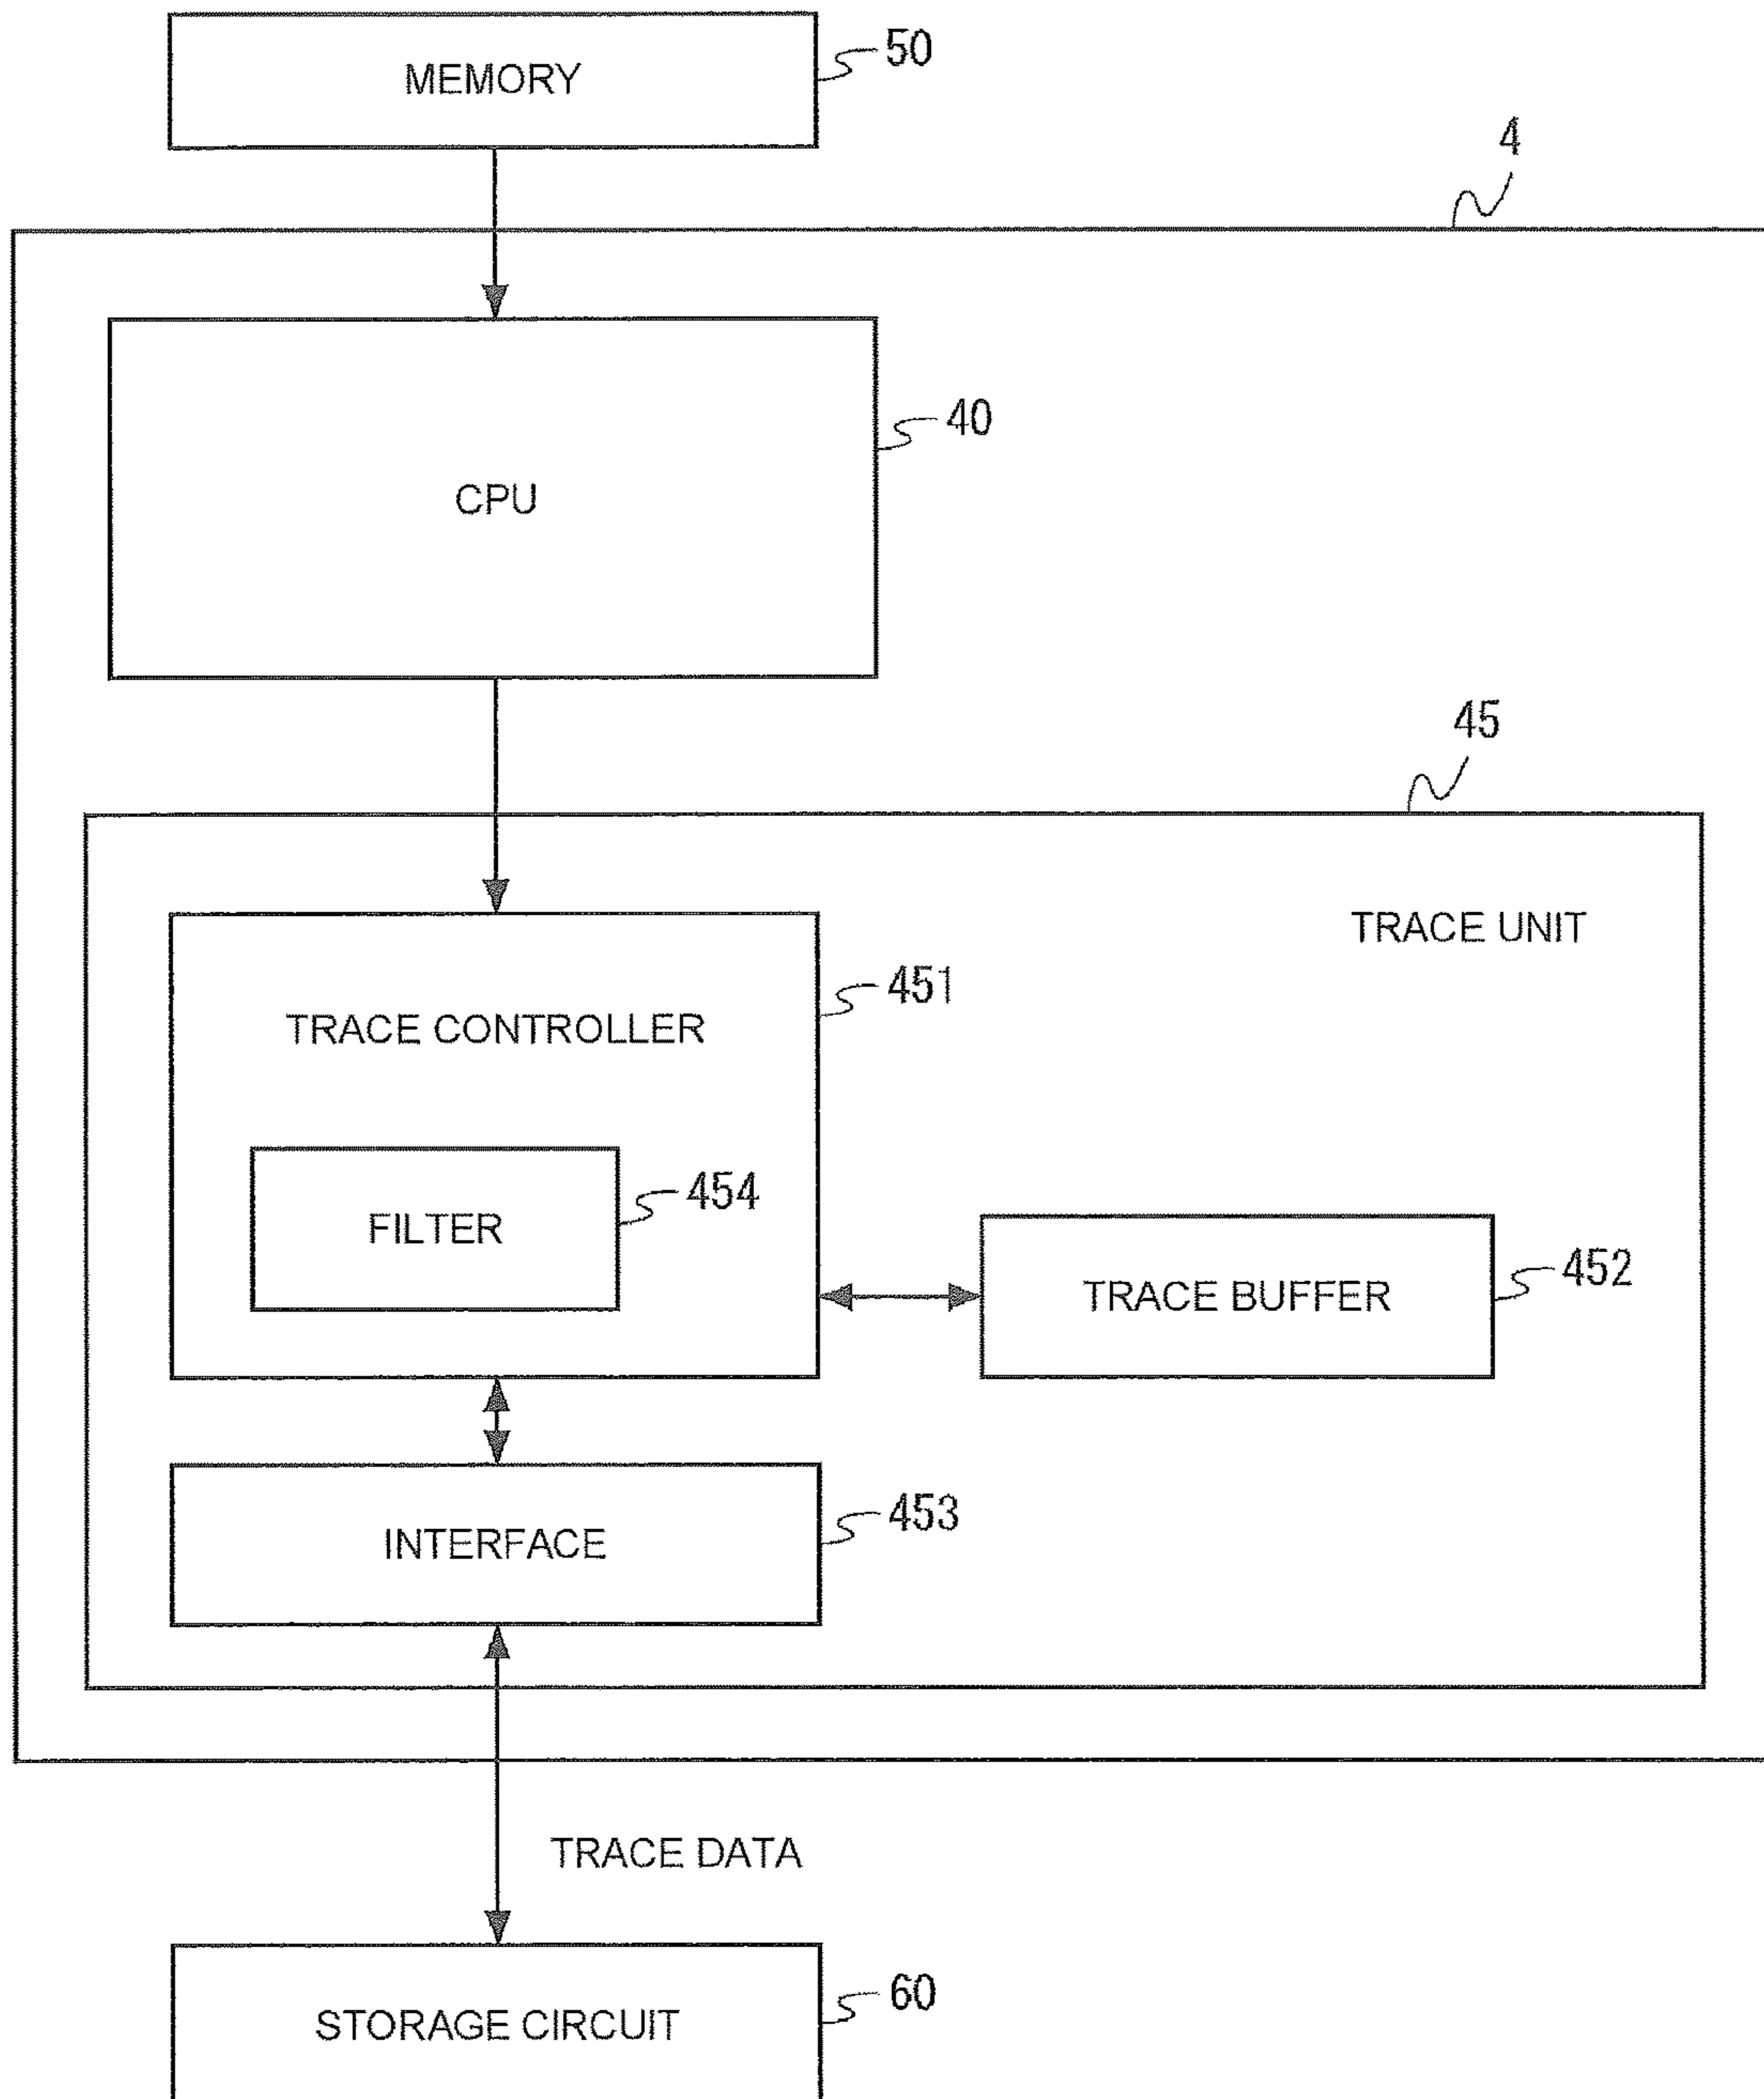 MEMORY
50
4
CPU
40
45
TRACE UNIT
TRACE CONTROLLER
451
FILTER
454
TRACE BUFFER
452
INTERFACE
453
TRACE DATA
STORAGE CIRCUIT
60